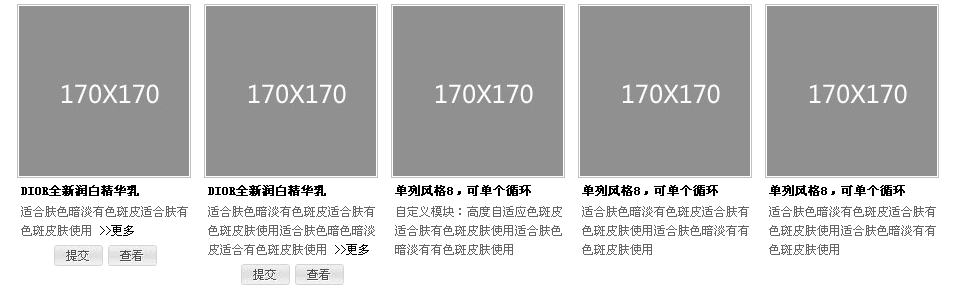 170X170
DIOR全新润白精华乳
适合肤色暗淡有色斑皮适合肤有
色斑皮肤使用 >>更多
提交 查看
170X170
DIOR全新润白精华乳
适合肤色暗淡有色斑皮适合肤有
色斑皮肤使用适合肤色暗色暗淡
皮适合有色斑皮肤使用 >>更多
提交 查看
170X170
单列风格8，可单个循环
自定义模块：高度自适应色斑皮
适合肤有色斑皮肤使用适合肤色
暗淡有有色斑皮肤使用
170X170
单列风格8，可单个循环
适合肤色暗淡有色斑皮适合肤有
色斑皮肤使用适合肤色暗淡有有
色斑皮肤使用
170X170
单列风格8，可单个循环
适合肤色暗淡有色斑皮适合肤有
色斑皮肤使用适合肤色暗淡有有
色斑皮肤使用